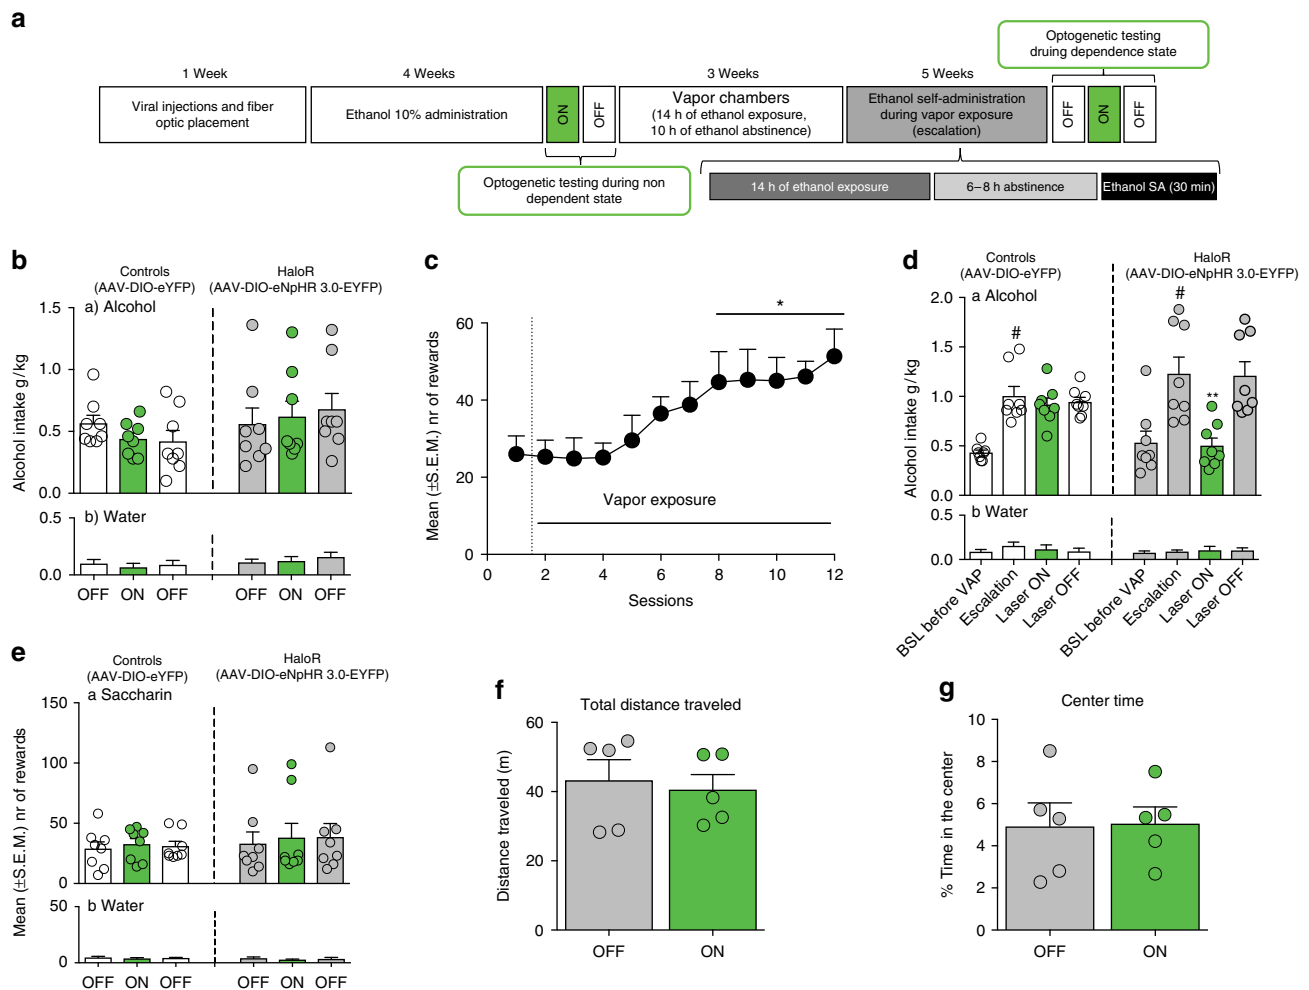 a
Optogenetic testing
druing dependence state
1 Week
4 Weeks
3 Weeks
5 Weeks
Viral injections and fiber
optic placement
Ethanol 10% administration
ON
OFF
Vapor chambers
(14 h of ethanol exposure,
10 h of ethanol abstinence)
Ethanol self-administration
during vapor exposure
(escalation)
OFF
ON
OFF
Optogenetic testing during non
dependent state
14 h of ethanol exposure
6–8 h abstinence
Ethanol SA (30 min)
b
Controls
(AAV-DIO-eYFP)
HaloR
(AAV-DIO-eNpHR 3.0-EYFP)
a) Alcohol
Alcohol intake g/kg
1.5
1.0
0.5
0.0
b) Water
0.5
0.0
OFF ON OFF OFF ON OFF
c
Mean (±S.E.M.) nr of rewards
60
40
20
0
*
Vapor exposure
0 2 4 6 8 10 12
Sessions
d
Controls
(AAV-DIO-eYFP)
HaloR
(AAV-DIO-eNpHR 3.0-EYFP)
a Alcohol
Alcohol intake g/kg
2.0
1.5
1.0
0.5
0.0
#
#
**
b Water
0.5
0.0
BSL before VAP
Escalation
Laser ON
Laser OFF
BSL before VAP
Escalation
Laser ON
Laser OFF
e
Controls
(AAV-DIO-eYFP)
HaloR
(AAV-DIO-eNpHR 3.0-EYFP)
a Saccharin
Mean (±S.E.M.) nr of rewards
150
100
50
0
b Water
50
0
OFF ON OFF OFF ON OFF
f
Total distance traveled
Distance traveled (m)
60
40
20
0
OFF ON
g
Center time
% Time in the center
10
8
6
4
2
0
OFF ON